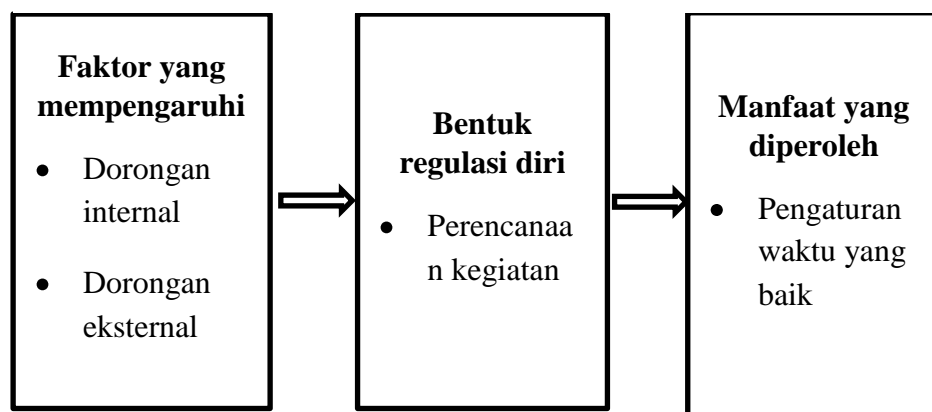 Faktor yang
mempengaruhi
● Dorongan
internal
● Dorongan
eksternal
Bentuk
regulasi diri
● Perencanaa
n kegiatan
Manfaat yang
diperoleh
● Pengaturan
waktu yang
baik